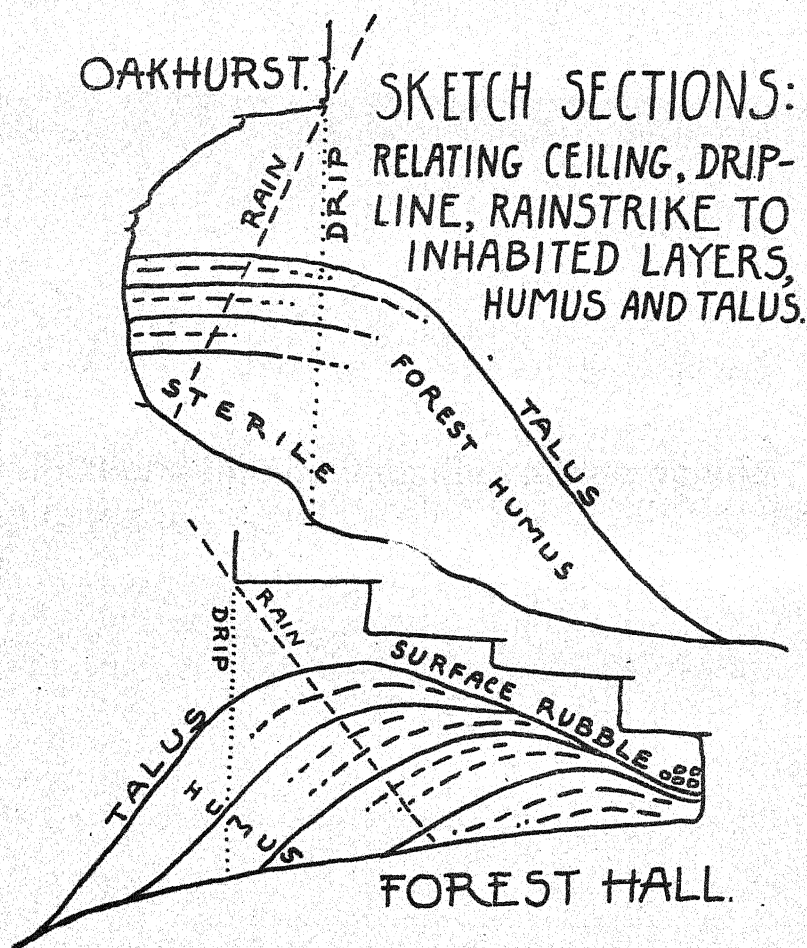 OAKHURST.
SKETCH SECTIONS:
RELATING CEILING, DRIP-
LINE, RAINSTRIKE TO
INHABITED LAYERS,
HUMUS AND TALUS.
RAIN
DRIP
STERILE
FOREST HUMUS
TALUS
RAIN
DRIP
SURFACE RUBBLE
TALUS
HUMUS
FOREST HALL.